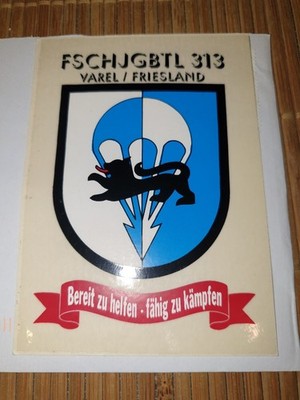 FSCHJGBTL 313
VAREL / FRIESLAND
Bereit zu helfen · fähig zu kämpfen